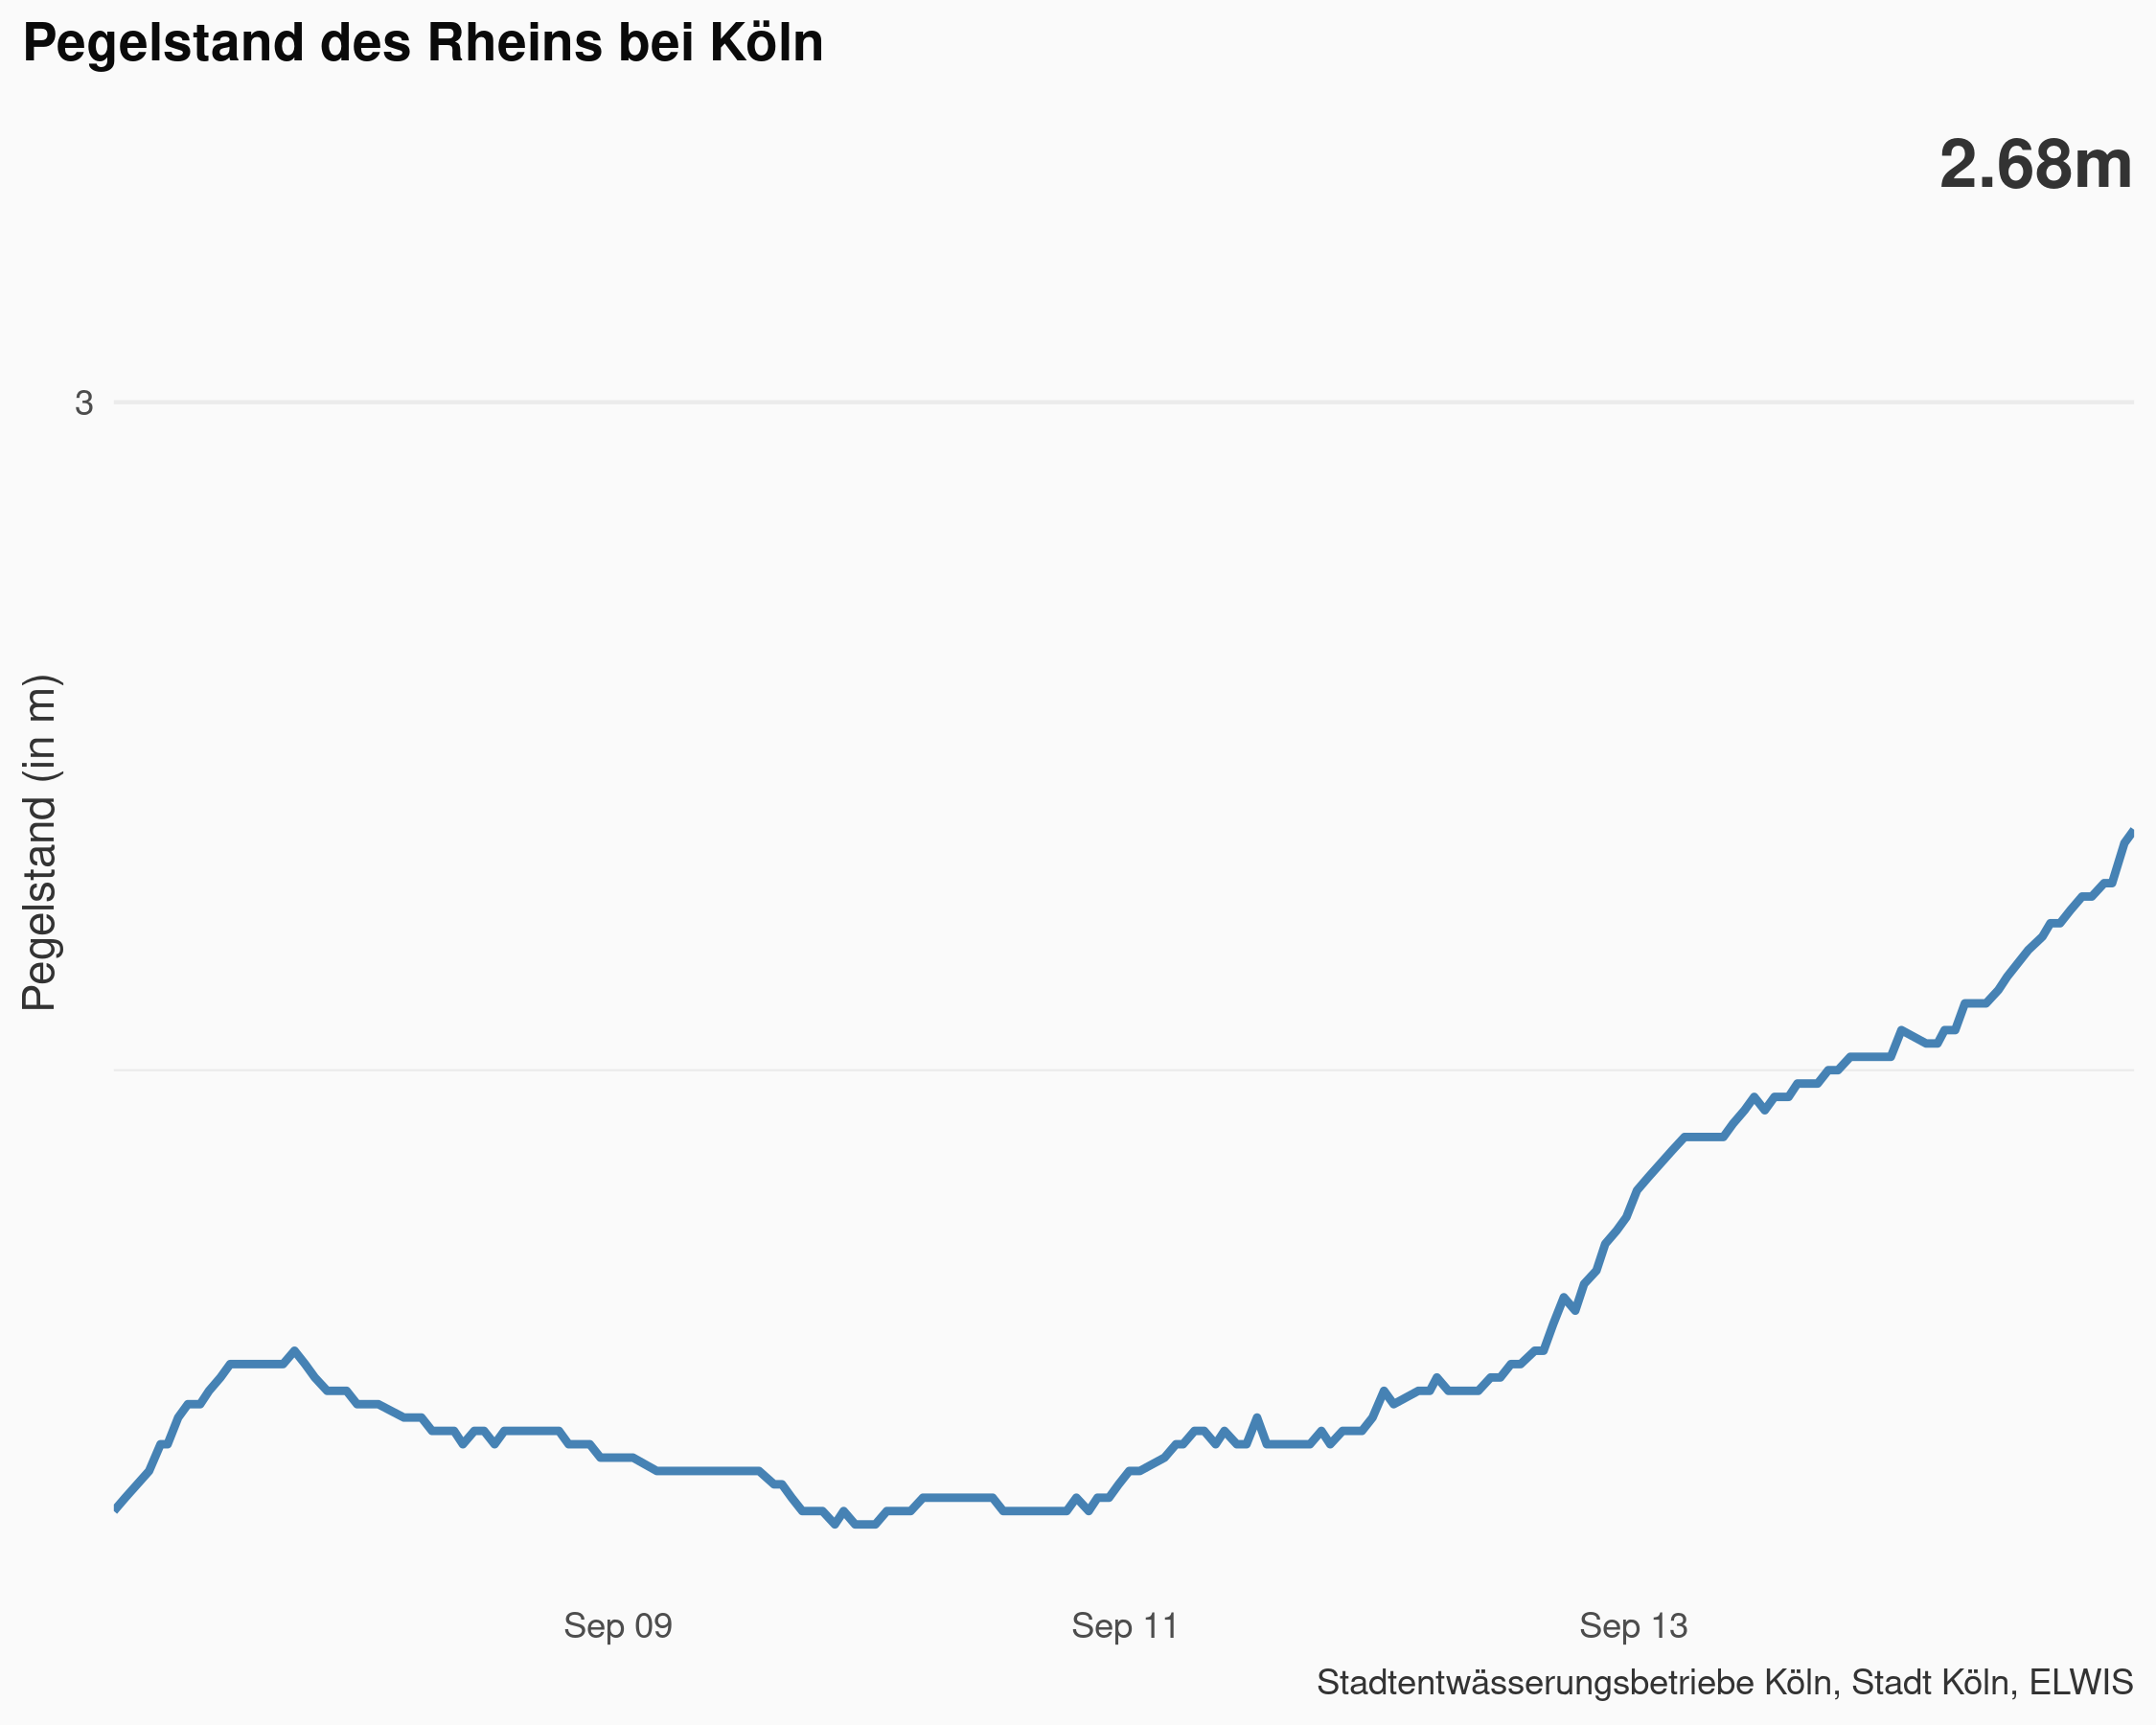 Pegelstand des Rheins bei Köln
2.68m
3
Pegelstand (in m)
Sep 09
Sep 11
Sep 13
Stadtentwässerungsbetriebe Köln, Stadt Köln, ELWIS